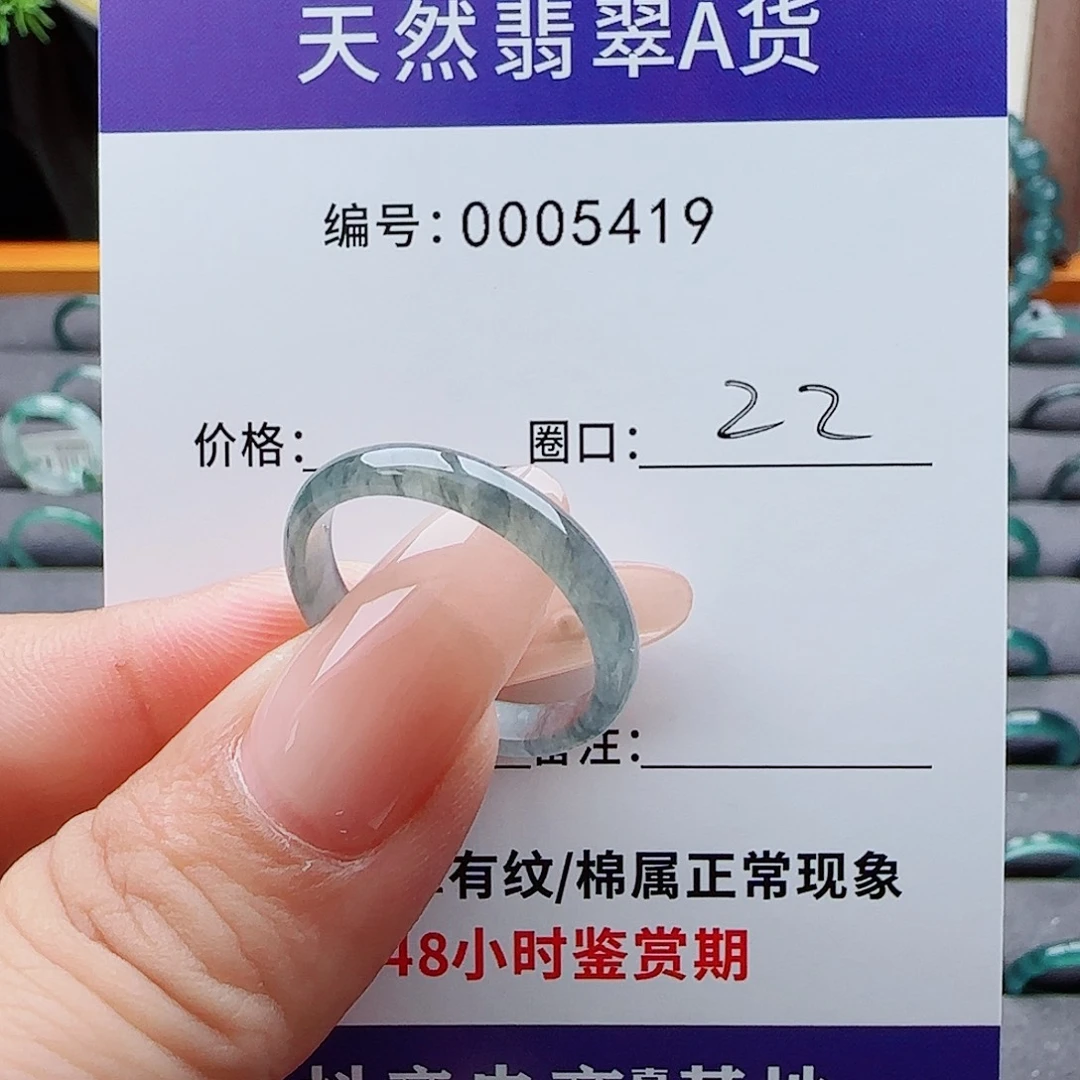 天然翡翠A货
编号：0005419
价格： 圈口：22
备注：
有纹/棉属正常现象
48小时鉴赏期